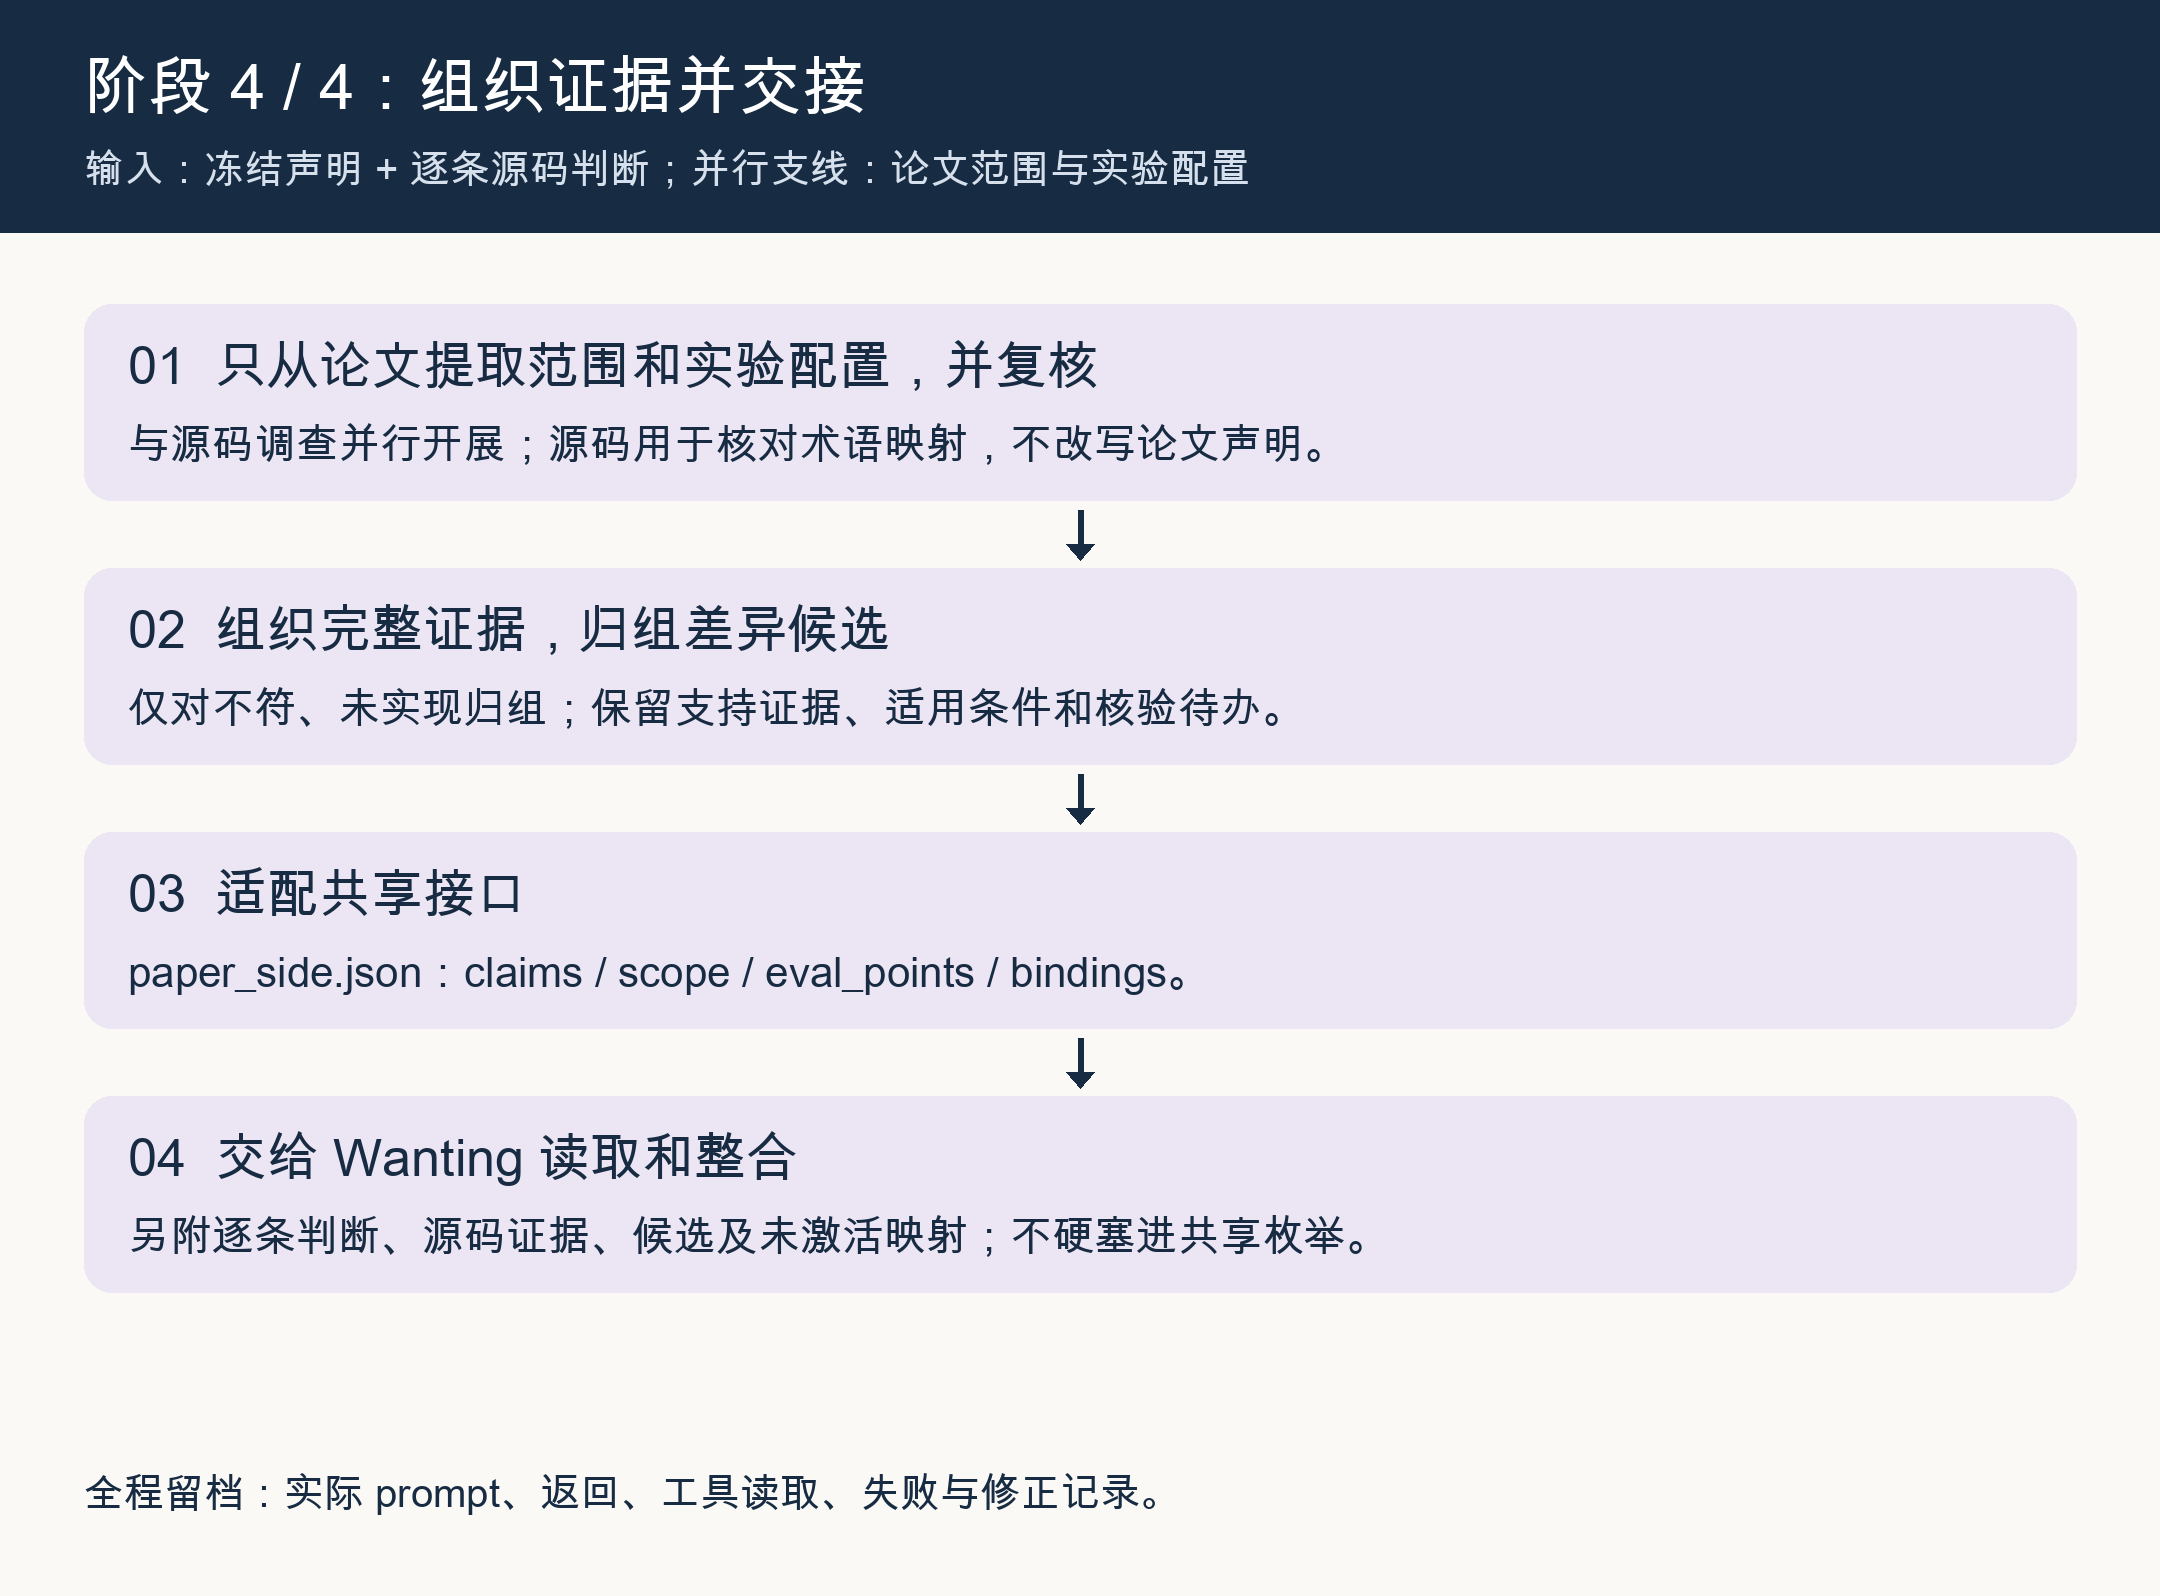 阶段 4 / 4：组织证据并交接
输入：冻结声明 + 逐条源码判断；并行支线：论文范围与实验配置
01 只从论文提取范围和实验配置，并复核
与源码调查并行开展；源码用于核对术语映射，不改写论文声明。
02 组织完整证据，归组差异候选
仅对不符、未实现归组；保留支持证据、适用条件和核验待办。
03 适配共享接口
paper_side.json：claims / scope / eval_points / bindings。
04 交给 Wanting 读取和整合
另附逐条判断、源码证据、候选及未激活映射；不硬塞进共享枚举。
全程留档：实际 prompt、返回、工具读取、失败与修正记录。